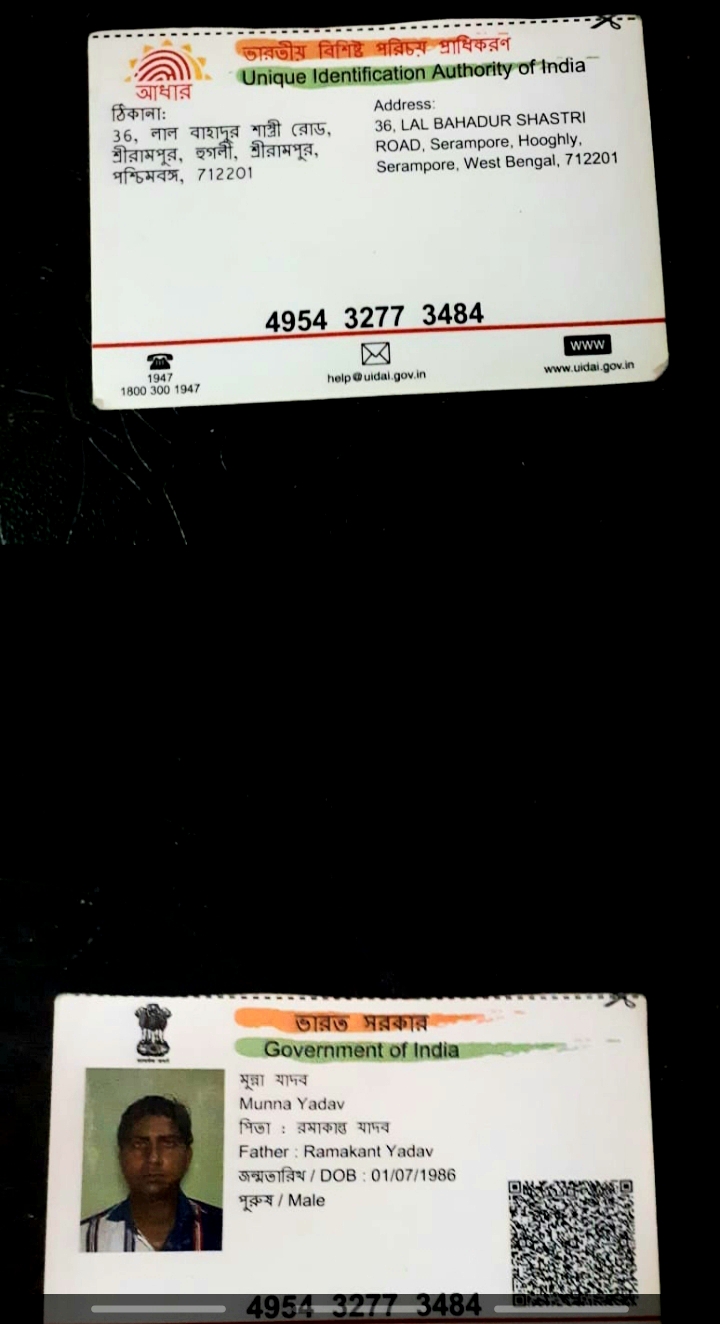 ভারতীয় বিশিষ্ট পরিচয় প্রাধিকরণ
Unique Identification Authority of India
আধার
ঠিকানা:
36, লাল বাহাদুর শাস্ত্রী রোড,
শ্রীরামপুর, হুগলী, শ্রীরামপুর,
পশ্চিমবঙ্গ, 712201
Address:
36, LAL BAHADUR SHASTRI
ROAD, Serampore, Hooghly,
Serampore, West Bengal, 712201
4954 3277 3484
1947
1800 300 1947
help@uidai.gov.in
WWW
www.uidai.gov.in
ভারত সরকার
Government of India
মুন্না যাদব
Munna Yadav
পিতা : রমাকান্ত যাদব
Father : Ramakant Yadav
জন্মতারিখ / DOB : 01/07/1986
পুরুষ / Male
4954 3277 3484